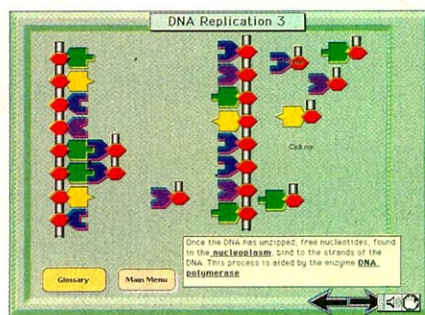 DNA Replication 3
Click me
Once the DNA has unzipped, free nucleotides, found
in the nucleoplasm, bind to the strands of the
DNA. This process is aided by the enzyme DNA
polymerase
Glossary
Main Menu